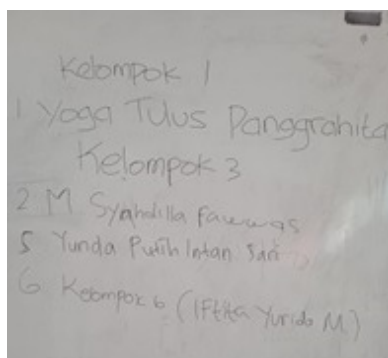 Kelompok 1
1 Yoga Tulus Panggrahita
Kelompok 3
2 M Syahdilla Fawwas
5 Yunda Putih Intan Sari
6 Kelompok 6 (Iftita Yurida M)